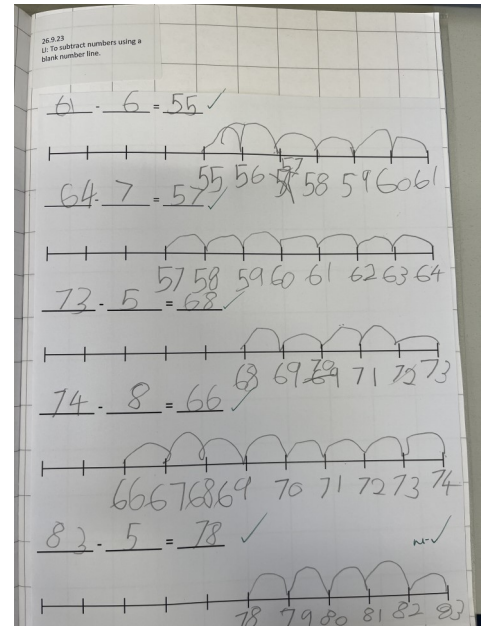 26.9.23
LI: To subtract numbers using a
blank number line.
61 - 6 = 55 ✓
55 56 57 58 59 60 61
64 - 7 = 57 ✓
57 58 59 60 61 62 63 64
73 - 5 = 68 ✓
68 69 70 71 72 73
74 - 8 = 66 ✓
66 67 68 69 70 71 72 73 74
83 - 5 = 78 ✓
78 79 80 81 82 83